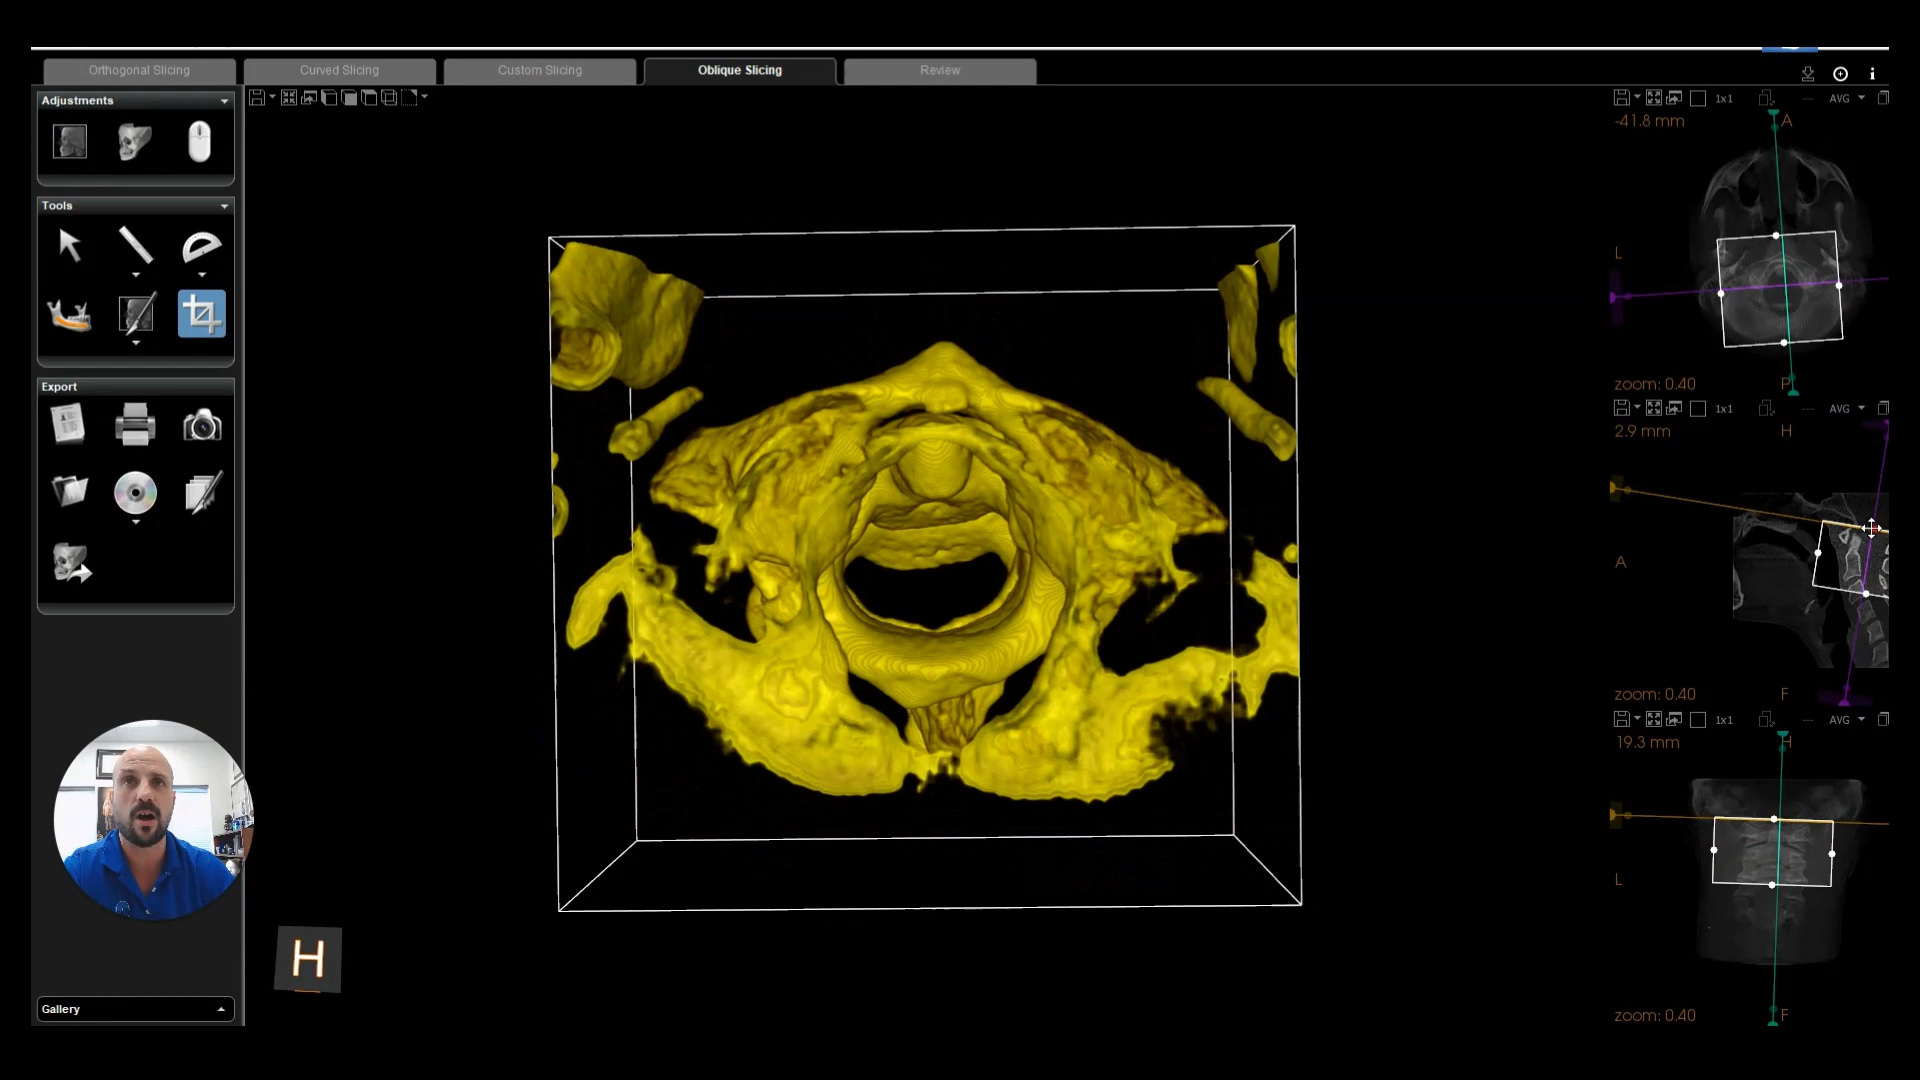 Orthogonal Slicing
Curved Slicing
Custom Slicing
Oblique Slicing
Review
Adjustments
Tools
Export
Gallery
H
1x1
AVG
-41.8 mm
A
L
zoom: 0.40
P
1x1
AVG
2.9 mm
H
A
zoom: 0.40
F
1x1
AVG
19.3 mm
H
L
zoom: 0.40
F